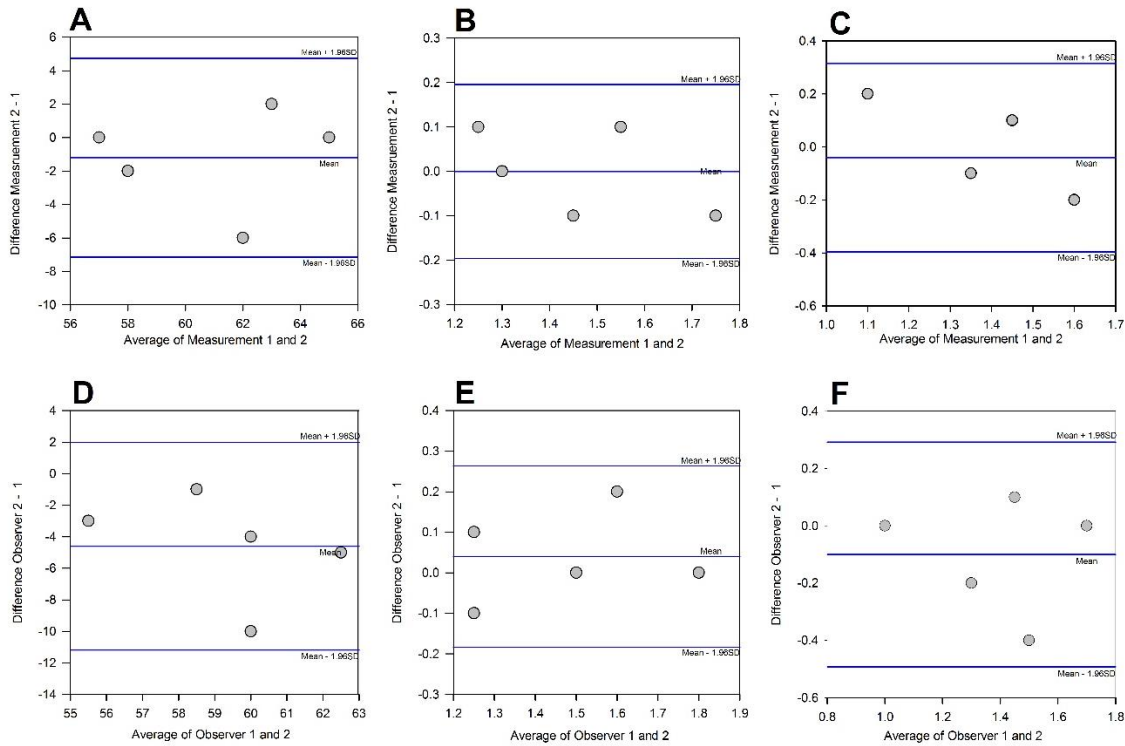 A
Difference Measruement 2 - 1
6
4
2
0
-2
-4
-6
-8
-10
Mean + 1.96SD
Mean
Mean - 1.96SD
56 58 60 62 64 66
Average of Measurement 1 and 2
B
Difference Measruement 2 - 1
0.3
0.2
0.1
0.0
-0.1
-0.2
-0.3
Mean + 1.96SD
Mean
Mean - 1.96SD
1.2 1.3 1.4 1.5 1.6 1.7 1.8
Average of Measurement 1 and 2
C
Difference Measruement 2 - 1
0.4
0.2
0.0
-0.2
-0.4
-0.6
Mean + 1.96SD
Mean
Mean - 1.96SD
1.0 1.1 1.2 1.3 1.4 1.5 1.6 1.7
Average of Measurement 1 and 2
D
Difference Observer 2 - 1
4
2
0
-2
-4
-6
-8
-10
-12
-14
Mean + 1.96SD
Mean
Mean - 1.96SD
55 56 57 58 59 60 61 62 63
Average of Observer 1 and 2
E
Difference Observer 2 - 1
0.4
0.3
0.2
0.1
0.0
-0.1
-0.2
-0.3
Mean + 1.96SD
Mean
Mean - 1.96SD
1.2 1.3 1.4 1.5 1.6 1.7 1.8 1.9
Average of Observer 1 and 2
F
Difference Observer 2 - 1
0.4
0.2
0.0
-0.2
-0.4
-0.6
Mean + 1.96SD
Mean
Mean - 1.96SD
0.8 1.0 1.2 1.4 1.6 1.8
Average of Observer 1 and 2